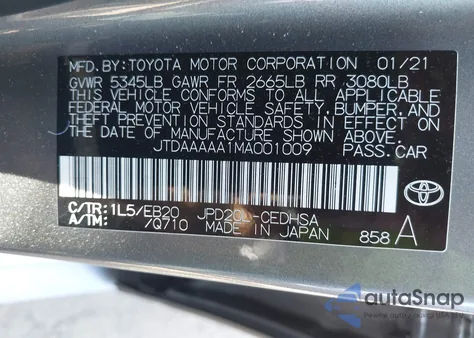 MFD.BY: TOYOTA MOTOR CORPORATION 01/21
GVWR 5345LB GAWR FR 2665LB RR 3080LB
THIS VEHICLE CONFORMS TO ALL APPLICABLE
FEDERAL MOTOR VEHICLE SAFETY, BUMPER, AND
THEFT PREVENTION STANDARDS IN EFFECT ON
THE DATE OF MANUFACTURE SHOWN ABOVE.
JTDAAAAA1MA001009 PASS.CAR
C/TR: 1L5/EB20 JPD20L-CEDHSA
A/TM: /Q710 MADE IN JAPAN 858 A
autoSnap